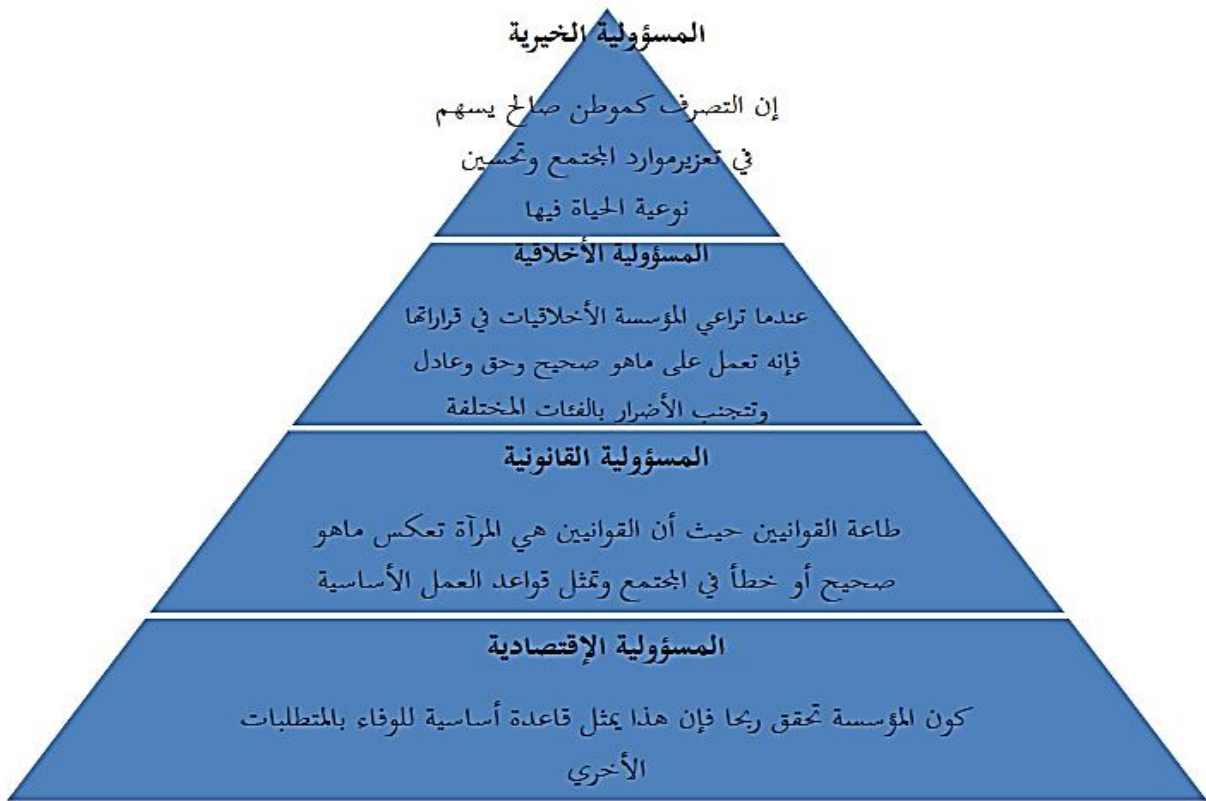 المسؤولية الخيرية
إن التصرف كموطن صالح يسهم
في تعزيزموارد المجتمع وتحسين
نوعية الحياة فيها
المسؤولية الأخلاقية
عندما تراعي المؤسسة الأخلاقيات في قراراتها
فإنه تعمل على ماهو صحيح وحق وعادل
وتتجنب الأضرار بالفئات المختلفة
المسؤولية القانونية
طاعة القوانيين حيث أن القوانيين هي المرآة تعكس ماهو
صحيح أو خطأ في المجتمع وتمثل قواعد العمل الأساسية
المسؤولية الإقتصادية
كون المؤسسة تحقق ربحا فإن هذا يمثل قاعدة أساسية للوفاء بالمتطلبات
الأخري